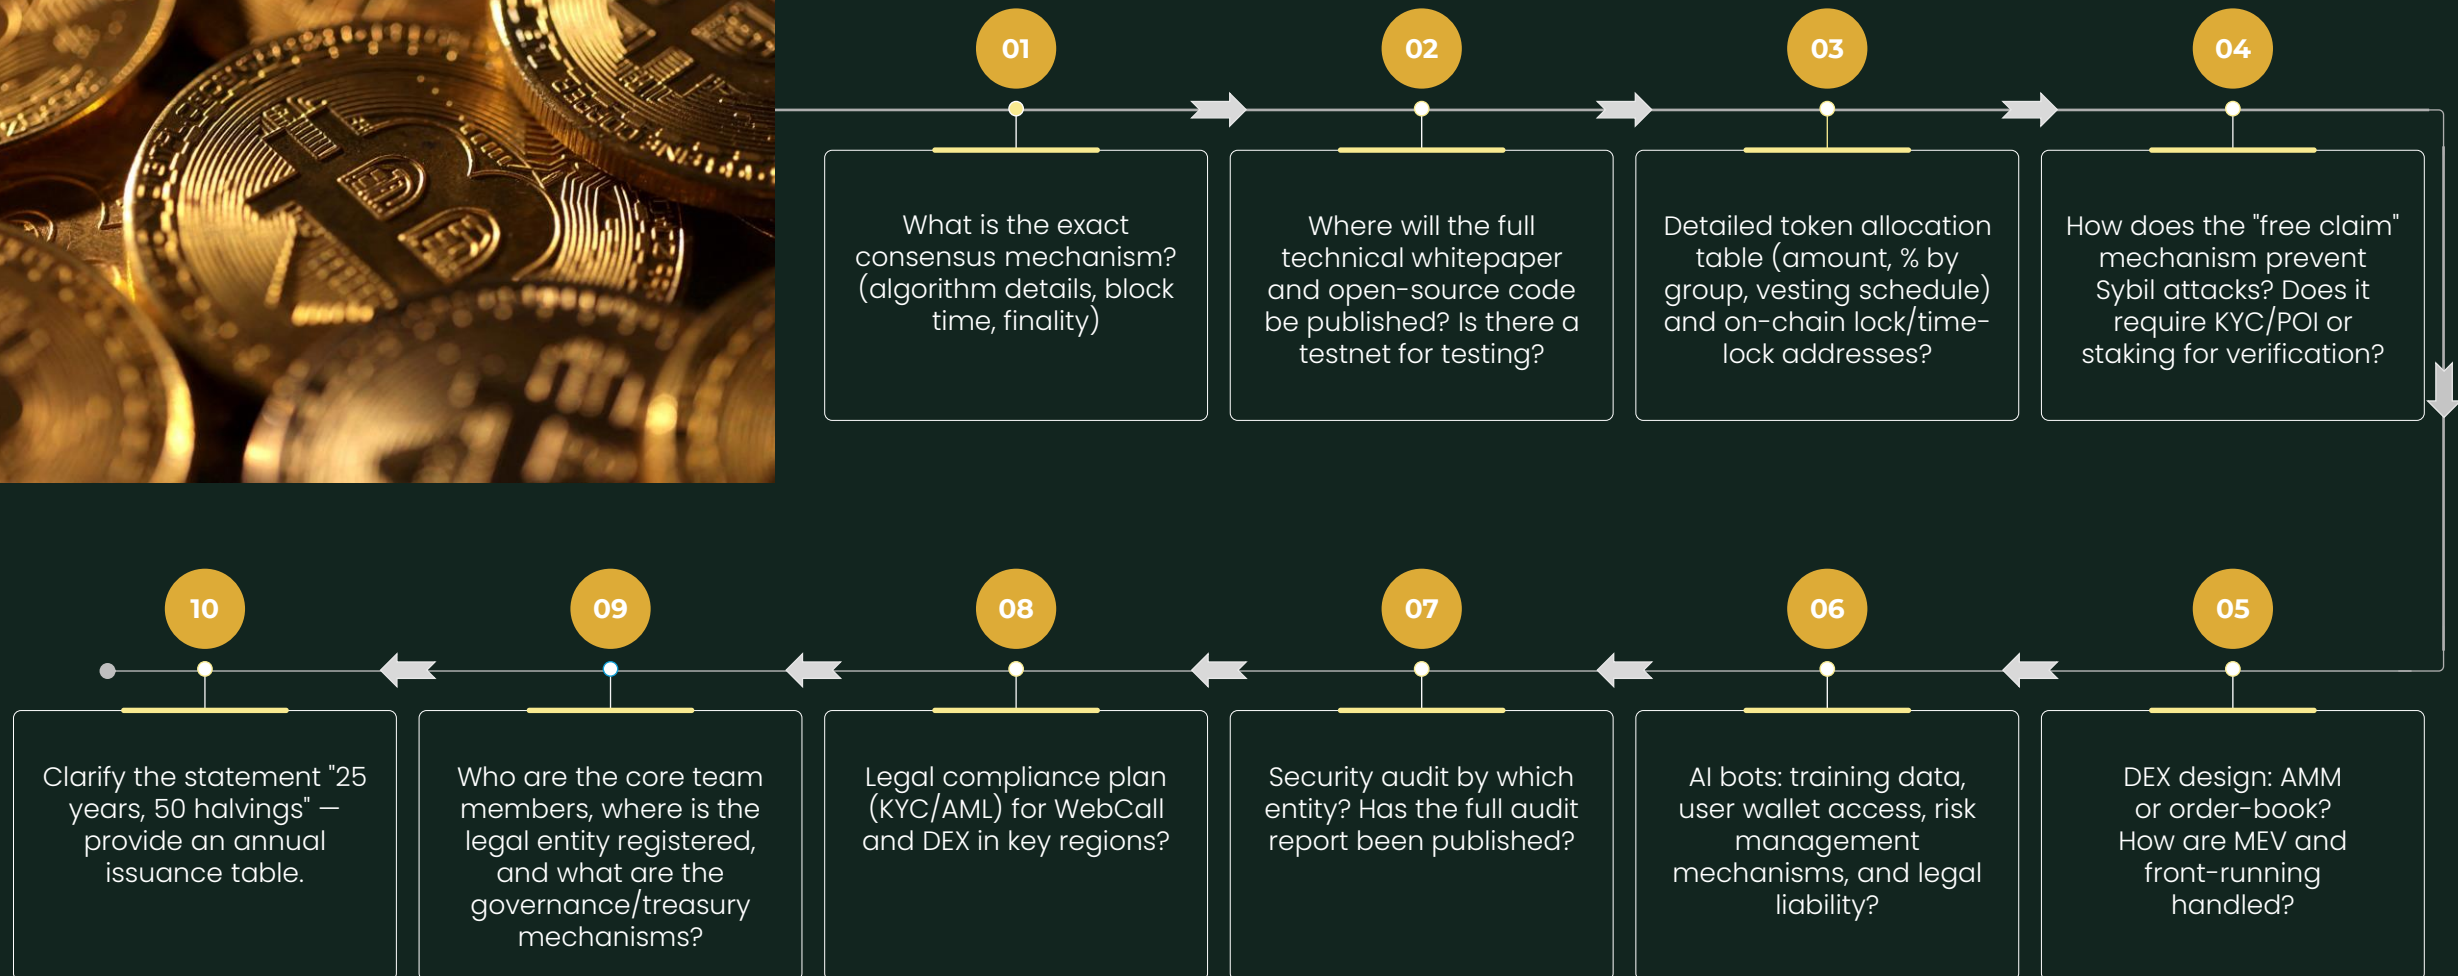 01
What is the exact
consensus mechanism?
(algorithm details, block
time, finality)
02
Where will the full
technical whitepaper
and open-source code
be published? Is there a
testnet for testing?
03
Detailed token allocation
table (amount, % by
group, vesting schedule)
and on-chain lock/time-
lock addresses?
04
How does the "free claim"
mechanism prevent
Sybil attacks? Does it
require KYC/POI or
staking for verification?
05
DEX design: AMM
or order-book?
How are MEV and
front-running
handled?
06
AI bots: training data,
user wallet access, risk
management
mechanisms, and legal
liability?
07
Security audit by which
entity? Has the full audit
report been published?
08
Legal compliance plan
(KYC/AML) for WebCall
and DEX in key regions?
09
Who are the core team
members, where is the
legal entity registered,
and what are the
governance/treasury
mechanisms?
10
Clarify the statement "25
years, 50 halvings" —
provide an annual
issuance table.